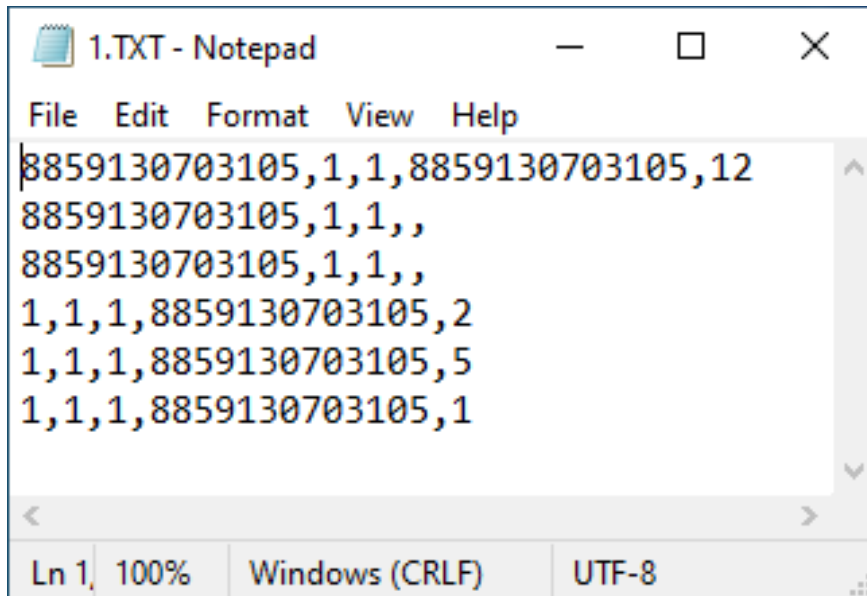 1.TXT - Notepad
File Edit Format View Help
8859130703105,1,1,8859130703105,12
8859130703105,1,1,,
8859130703105,1,1,,
1,1,1,8859130703105,2
1,1,1,8859130703105,5
1,1,1,8859130703105,1
Ln 1, 100% Windows (CRLF) UTF-8